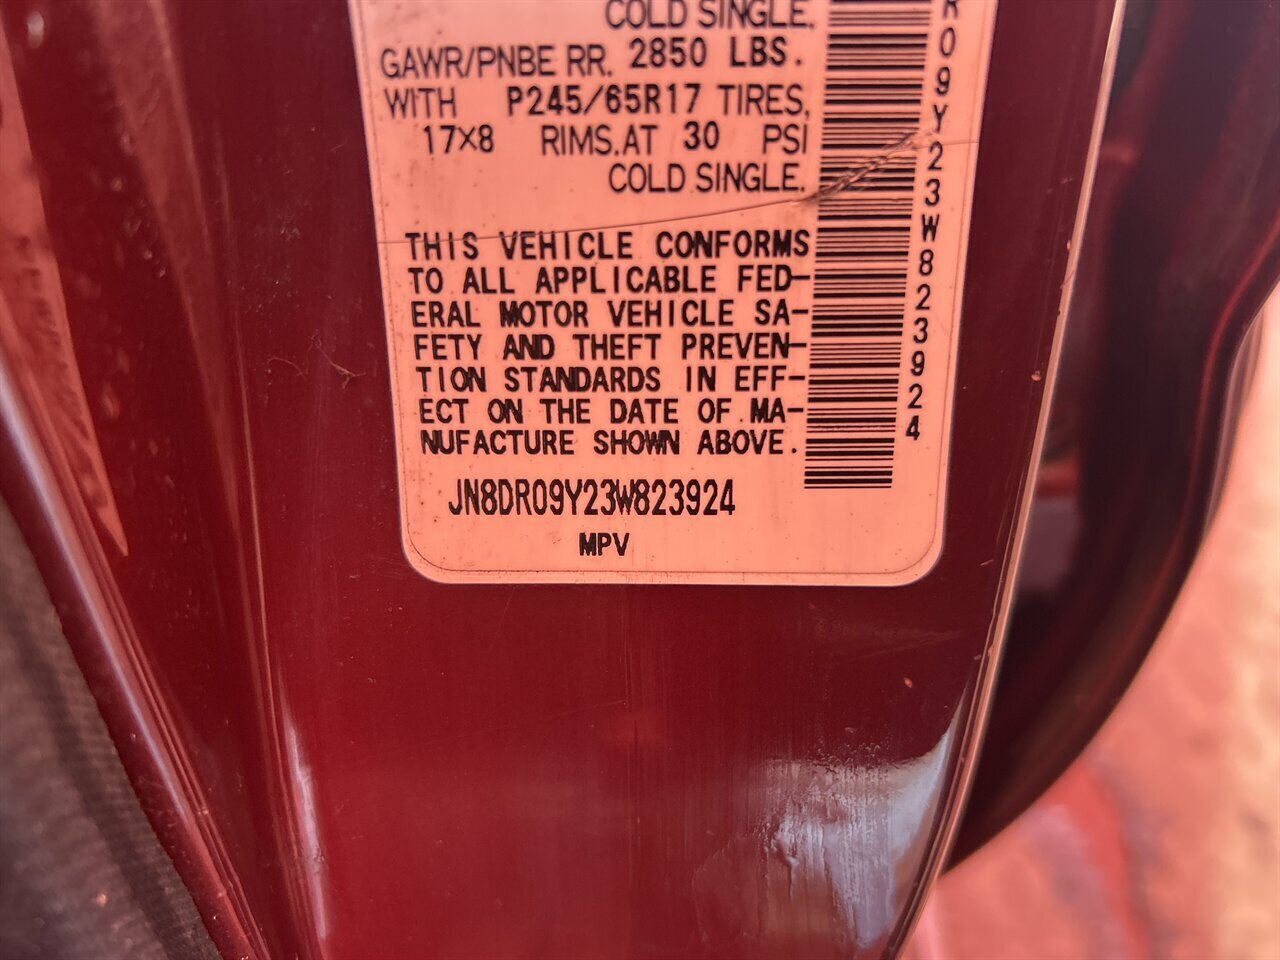 COLD SINGLE.
GAWR/PNBE RR. 2850 LBS.
WITH P245/65R17 TIRES,
17×8 RIMS.AT 30 PSI
COLD SINGLE.
THIS VEHICLE CONFORMS
TO ALL APPLICABLE FED-
ERAL MOTOR VEHICLE SA-
FETY AND THEFT PREVEN-
TION STANDARDS IN EFF-
ECT ON THE DATE OF MA-
NUFACTURE SHOWN ABOVE.
JN8DR09Y23W823924
MPV
R09Y23W823924